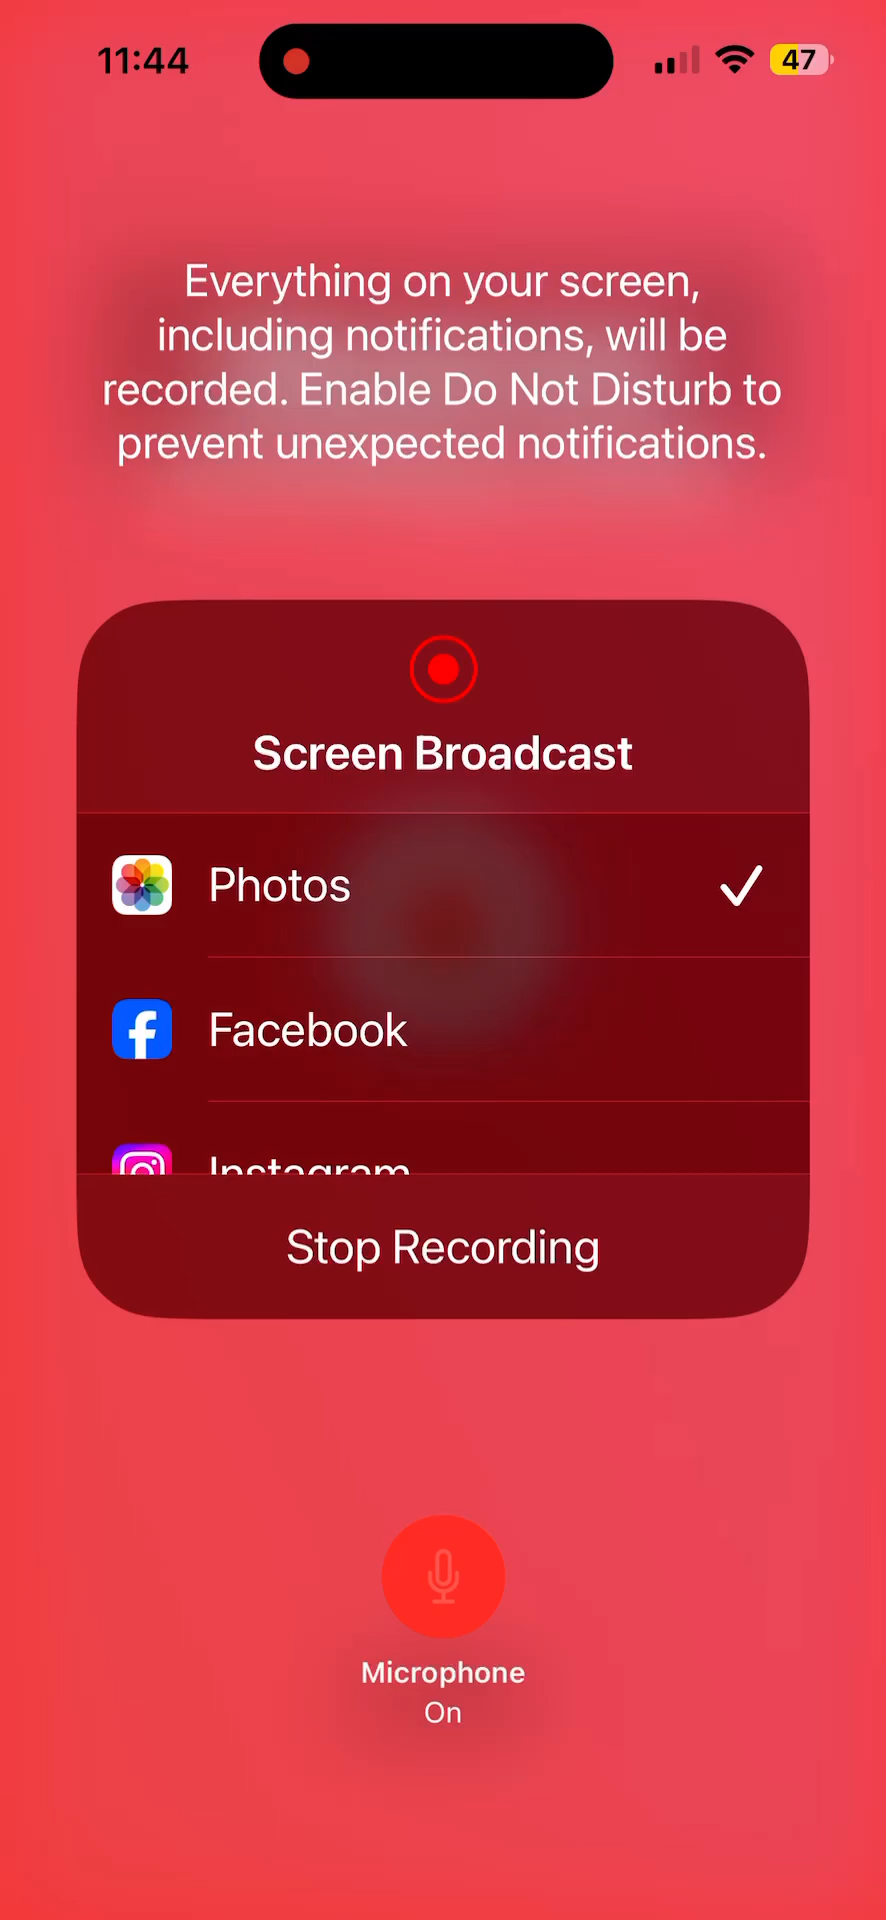 11:44
47
Everything on your screen,
including notifications, will be
recorded. Enable Do Not Disturb to
prevent unexpected notifications.
Screen Broadcast
Photos
Facebook
Instagram
Stop Recording
Microphone
On